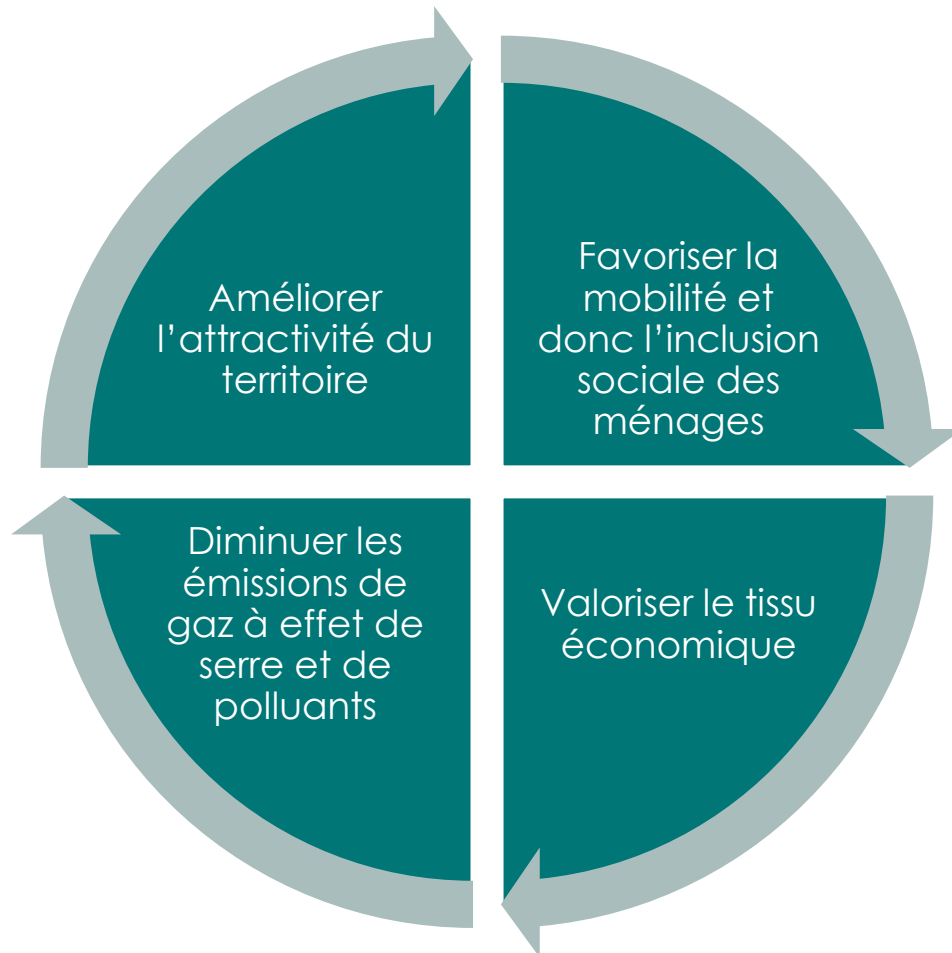 Améliorer
l’attractivité du
territoire
Favoriser la
mobilité et
donc l’inclusion
sociale des
ménages
Diminuer les
émissions de
gaz à effet de
serre et de
polluants
Valoriser le tissu
économique